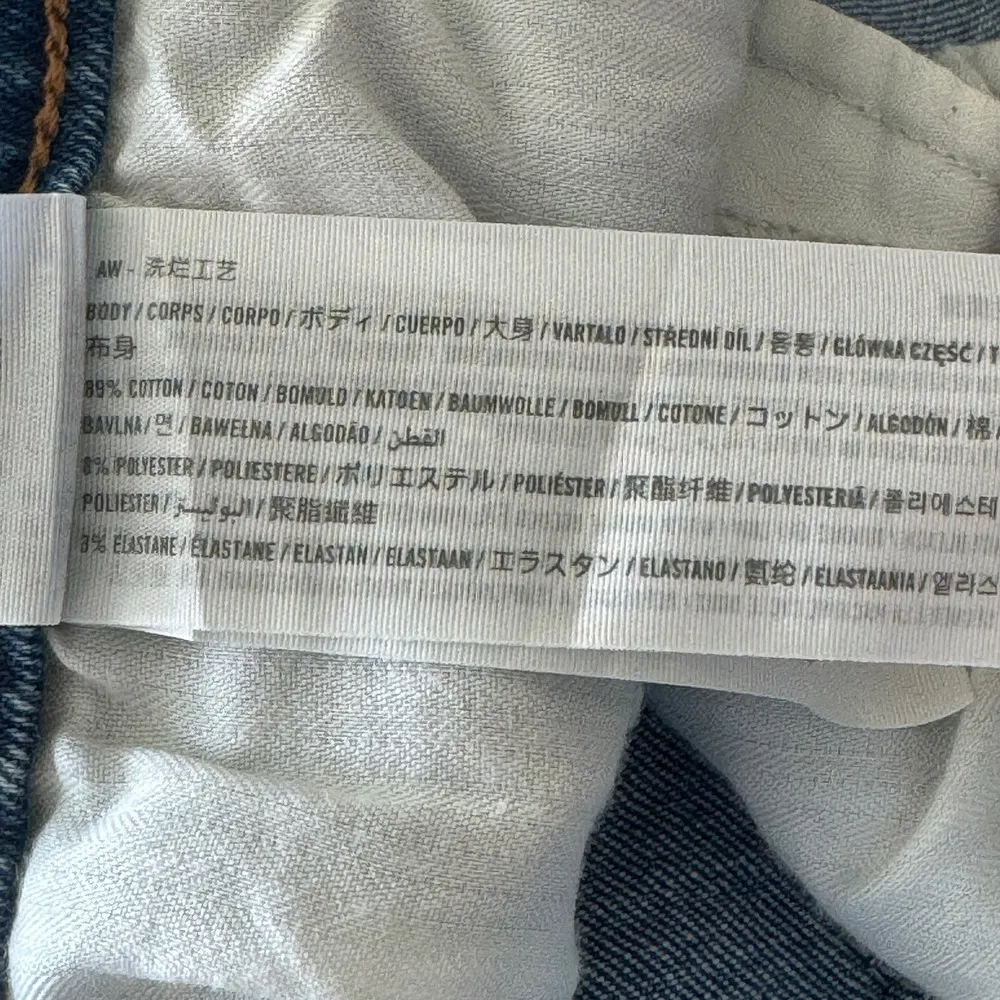 AW - 洗烂工艺
BODY / CORPS / CORPO / ボディ / CUERPO / 大身 / VARTALO / STŘEDNÍ DÍL / 몸통 / GŁÓWNA CZĘŚĆ / T
布身
89% COTTON / COTON / BOMULD / KATOEN / BAUMWOLLE / BOMULL / COTONE / コットン / ALGODÓN / 棉 /
BAVLNA / 면 / BAWEŁNA / ALGODÃO / القطن
8% POLYESTER / POLIESTERE / ポリエステル / POLIÉSTER / 聚酯纤维 / POLYESTERIÄ / 폴리에스테
POLIESTER / البوليستر / 聚脂纖維
3% ELASTANE / ÉLASTANE / ELASTAN / ELASTAAN / エラスタン / ELASTANO / 氨纶 / ELASTAANIA / 엘라스